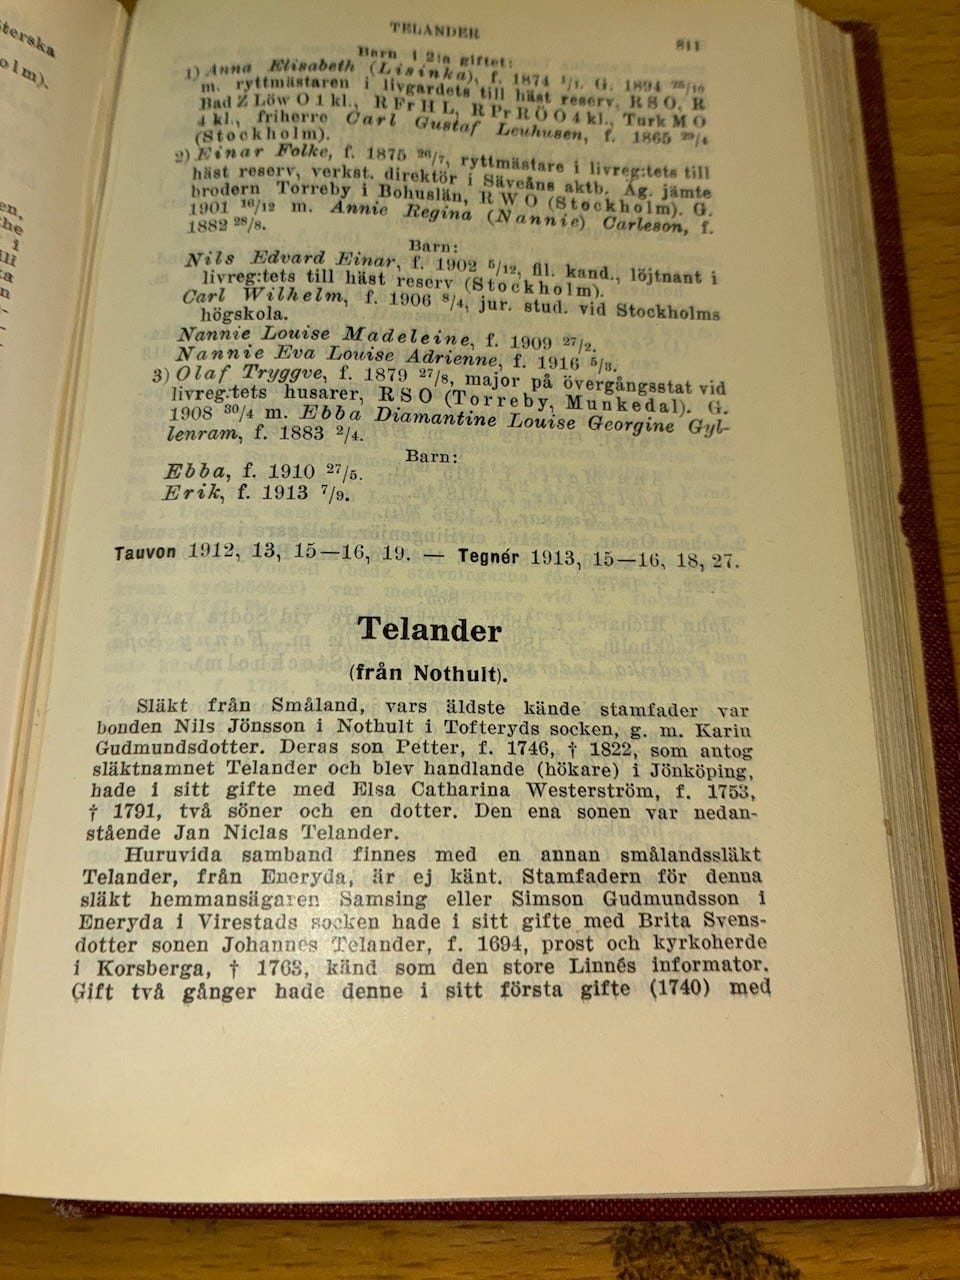 terska
olm).
en,
he
i
ill
ta
n
TELANDER
811
Barn i 2:a giftet:
1) Anna Elisabeth (Lisinka), f. 1874 1/1. G. 1894 25/10
m. ryttmästaren i livgardets till häst reserv, R S O, R
Bad Z Löw O 1 kl., R Fr H L, R Pr R Ö O 4 kl., Turk M O
4 kl., friherre Carl Gustaf Leuhusen, f. 1865 29/4
(Stockholm).
2) Einar Folke, f. 1875 26/7, ryttmästare i livreg:tets till
häst reserv, verkst. direktör i Säveåns aktb. Äg. jämte
brodern Torreby i Bohuslän, R W O (Stockholm). G.
1901 16/12 m. Annie Regina (Nannie) Carleson, f.
1882 28/8.
Barn:
Nils Edvard Einar, f. 1902 5/12, fil. kand., löjtnant i
livreg:tets till häst reserv (Stockholm).
Carl Wilhelm, f. 1906 8/4, jur. stud. vid Stockholms
högskola.
Nannie Louise Madeleine, f. 1909 27/2.
Nannie Eva Louise Adrienne, f. 1916 5/8.
3) Olaf Tryggve, f. 1879 27/8, major på övergångsstat vid
livreg:tets husarer, R S O (Torreby, Munkedal). G.
1908 30/4 m. Ebba Diamantine Louise Georgine Gyl-
lenram, f. 1883 2/4.
Barn:
Ebba, f. 1910 27/5.
Erik, f. 1913 7/9.
Tauvon 1912, 13, 15—16, 19. — Tegnér 1913, 15—16, 18, 27.
Telander
(från Nothult).
Släkt från Småland, vars äldste kände stamfader var
bonden Nils Jönsson i Nothult i Tofteryds socken, g. m. Karin
Gudmundsdotter. Deras son Petter, f. 1746, † 1822, som antog
släktnamnet Telander och blev handlande (hökare) i Jönköping,
hade i sitt gifte med Elsa Catharina Westerström, f. 1753,
† 1791, två söner och en dotter. Den ena sonen var nedan-
stående Jan Niclas Telander.
Huruvida samband finnes med en annan smålandssläkt
Telander, från Eneryda, är ej känt. Stamfadern för denna
släkt hemmansägaren Samsing eller Simson Gudmundsson i
Eneryda i Virestads socken hade i sitt gifte med Brita Svens-
dotter sonen Johannes Telander, f. 1694, prost och kyrkoherde
i Korsberga, † 1763, känd som den store Linnés informator.
Gift två gånger hade denne i sitt första gifte (1740) med